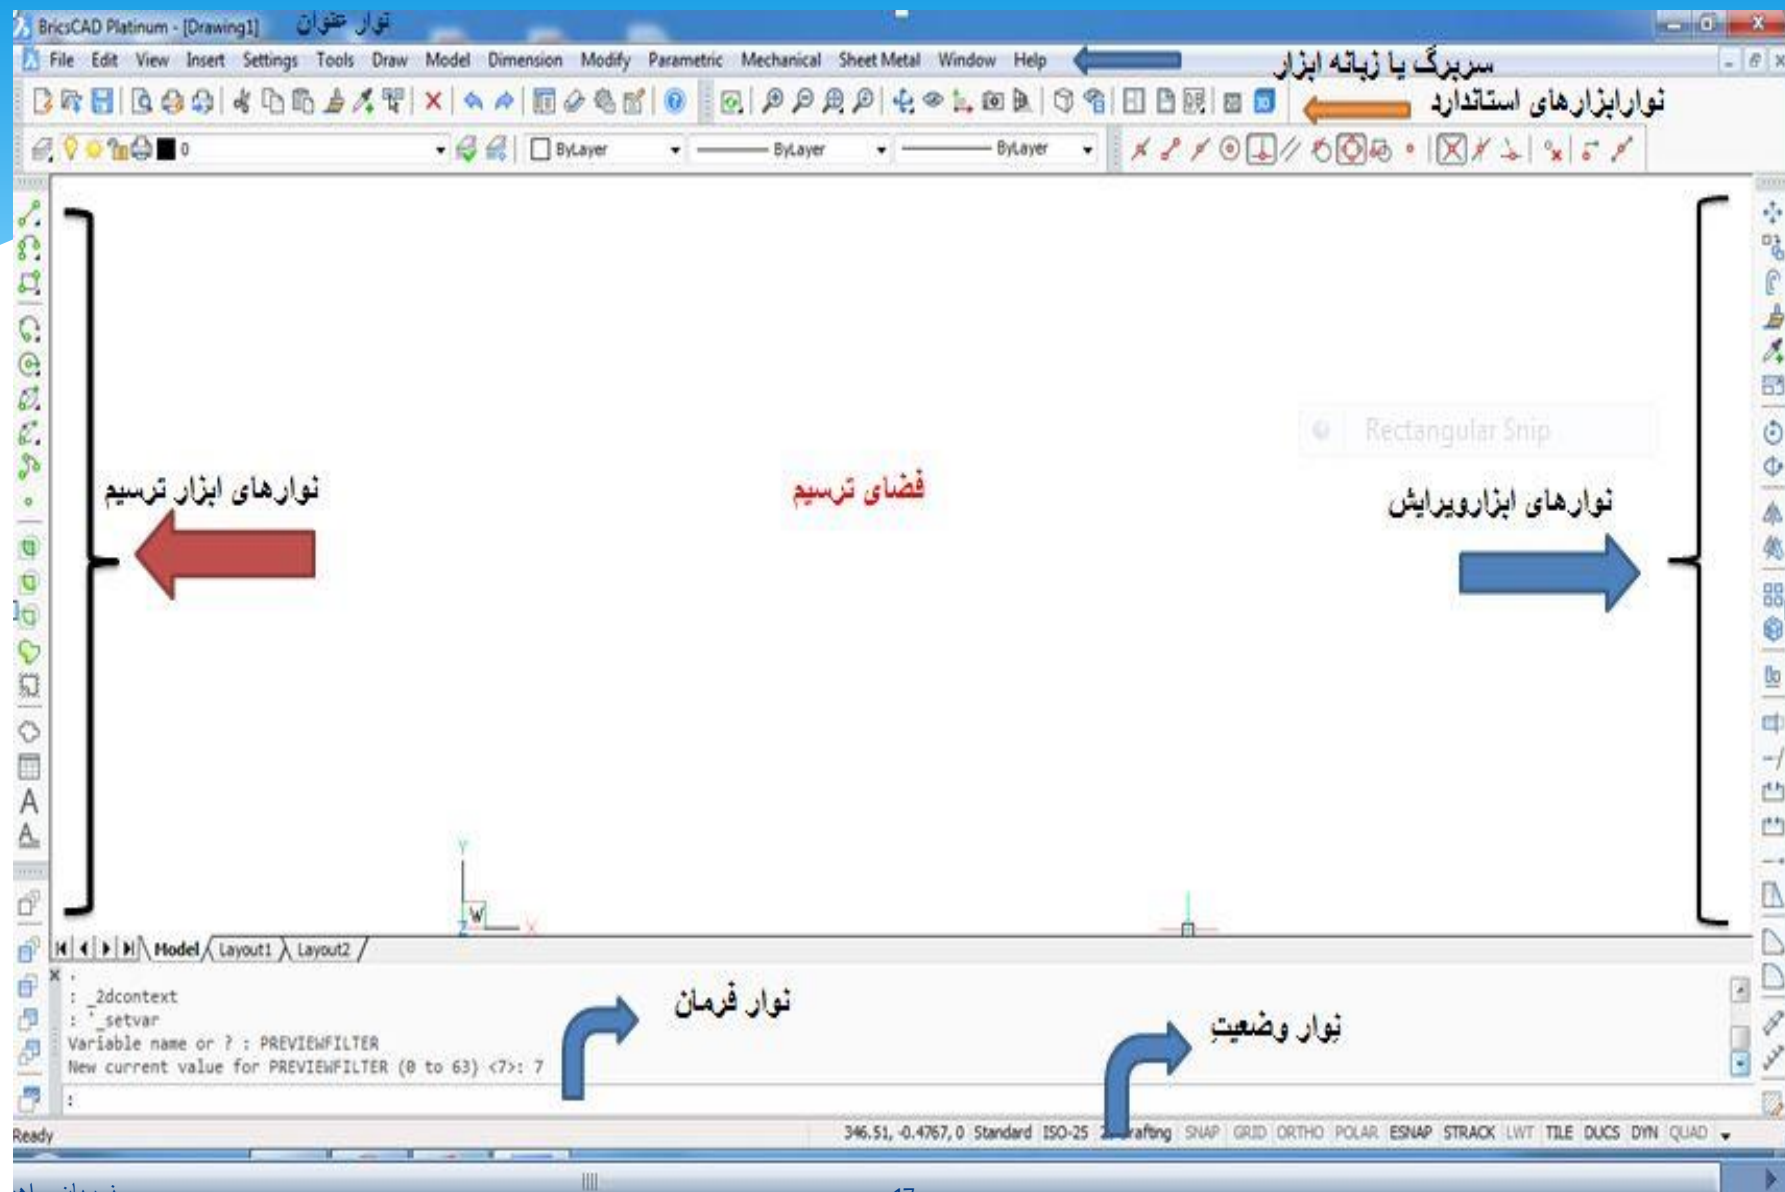 BricsCAD Platinum - [Drawing1] نوار عنوان
File Edit View Insert Settings Tools Draw Model Dimension Modify Parametric Mechanical Sheet Metal Window Help
سربرگ یا زبانه ابزار
نوارابزارهای استاندارد
0 ByLayer ByLayer ByLayer
Rectangular Snip
نوارهای ابزار ترسیم
فضای ترسیم
نوارهای ابزارویرایش
Y
W
Z X
Model Layout1 Layout2
: _2dcontext
: '_setvar
Variable name or ? : PREVIEWFILTER
New current value for PREVIEWFILTER (0 to 63) <7>: 7
:
نوار فرمان
نوار وضعیت
Ready 346.51, -0.4767, 0 Standard ISO-25 SNAP GRID ORTHO POLAR ESNAP STRACK LWT TILE DUCS DYN QUAD